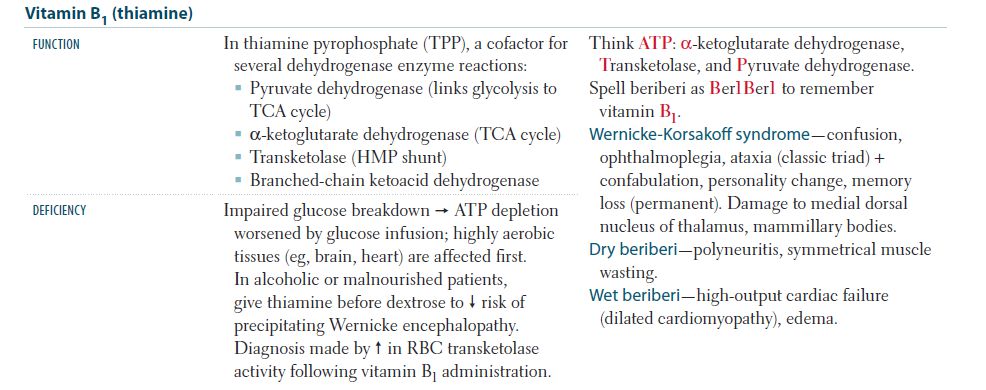 Vitamin B₁ (thiamine)
FUNCTION
In thiamine pyrophosphate (TPP), a cofactor for
several dehydrogenase enzyme reactions:
▪ Pyruvate dehydrogenase (links glycolysis to
TCA cycle)
▪ α-ketoglutarate dehydrogenase (TCA cycle)
▪ Transketolase (HMP shunt)
▪ Branched-chain ketoacid dehydrogenase
DEFICIENCY
Impaired glucose breakdown → ATP depletion
worsened by glucose infusion; highly aerobic
tissues (eg, brain, heart) are affected first.
In alcoholic or malnourished patients,
give thiamine before dextrose to ↓ risk of
precipitating Wernicke encephalopathy.
Diagnosis made by ↑ in RBC transketolase
activity following vitamin B₁ administration.
Think ATP: α-ketoglutarate dehydrogenase,
Transketolase, and Pyruvate dehydrogenase.
Spell beriberi as Ber1Ber1 to remember
vitamin B₁.
Wernicke-Korsakoff syndrome—confusion,
ophthalmoplegia, ataxia (classic triad) +
confabulation, personality change, memory
loss (permanent). Damage to medial dorsal
nucleus of thalamus, mammillary bodies.
Dry beriberi—polyneuritis, symmetrical muscle
wasting.
Wet beriberi—high-output cardiac failure
(dilated cardiomyopathy), edema.